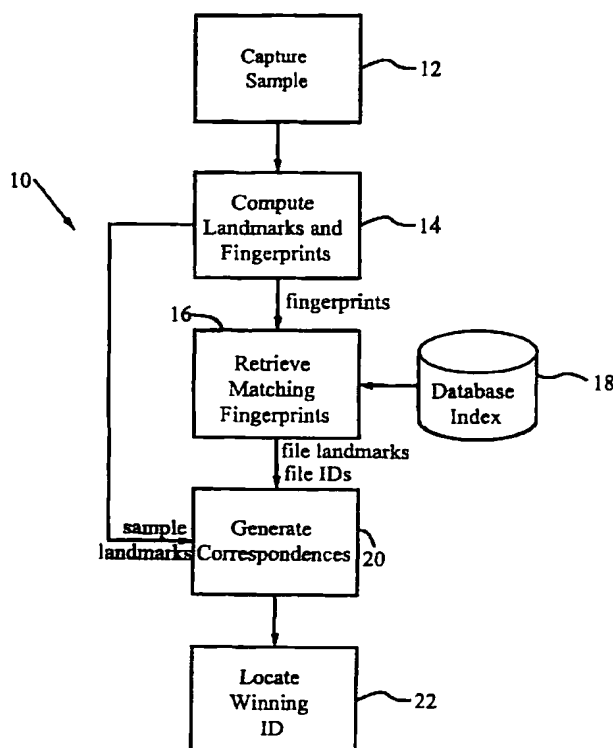 Capture
Sample
12
10
Compute
Landmarks and
Fingerprints
14
fingerprints
16
Retrieve
Matching
Fingerprints
Database
Index
18
file landmarks
file IDs
sample
landmarks
Generate
Correspondences
20
Locate
Winning
ID
22